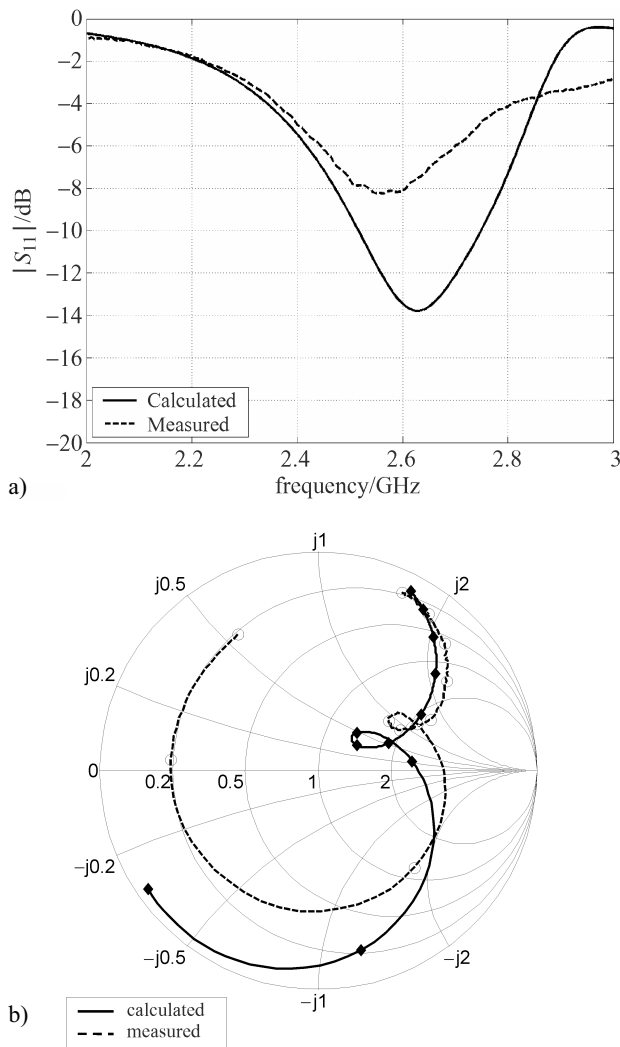 0
−2
−4
−6
−8
−10
−12
−14
−16
−18
−20
|S11|/dB
Calculated
Measured
2
2.2
2.4
2.6
2.8
3
frequency/GHz
a)
j1
j0.5
j2
j0.2
0
0.2
0.5
1
2
−j0.2
−j0.5
−j2
−j1
b)
calculated
measured